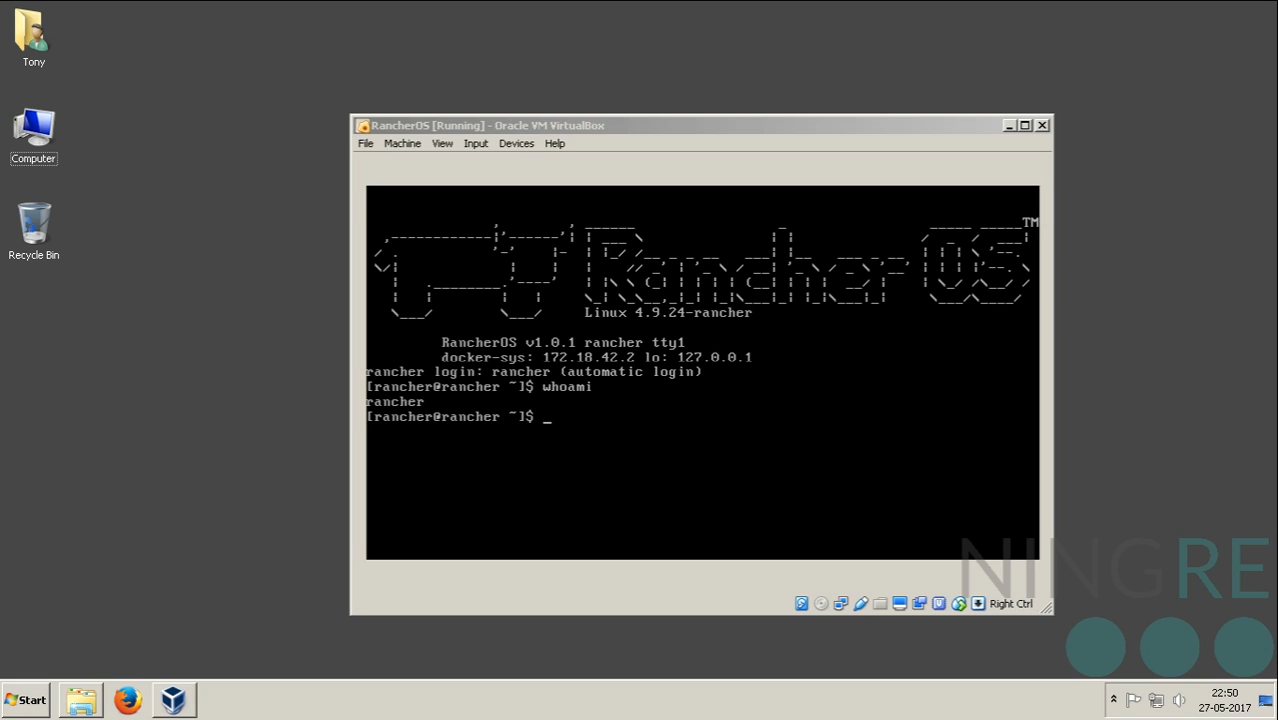 Tony
Computer
Recycle Bin
RancherOS [Running] - Oracle VM VirtualBox
File Machine View Input Devices Help
RancherOS™
Linux 4.9.24-rancher
RancherOS v1.0.1 rancher tty1
docker-sys: 172.18.42.2 lo: 127.0.0.1
rancher login: rancher (automatic login)
[rancher@rancher ~]$ whoami
rancher
[rancher@rancher ~]$ _
Right Ctrl
NINGRE
Start
22:50
27-05-2017